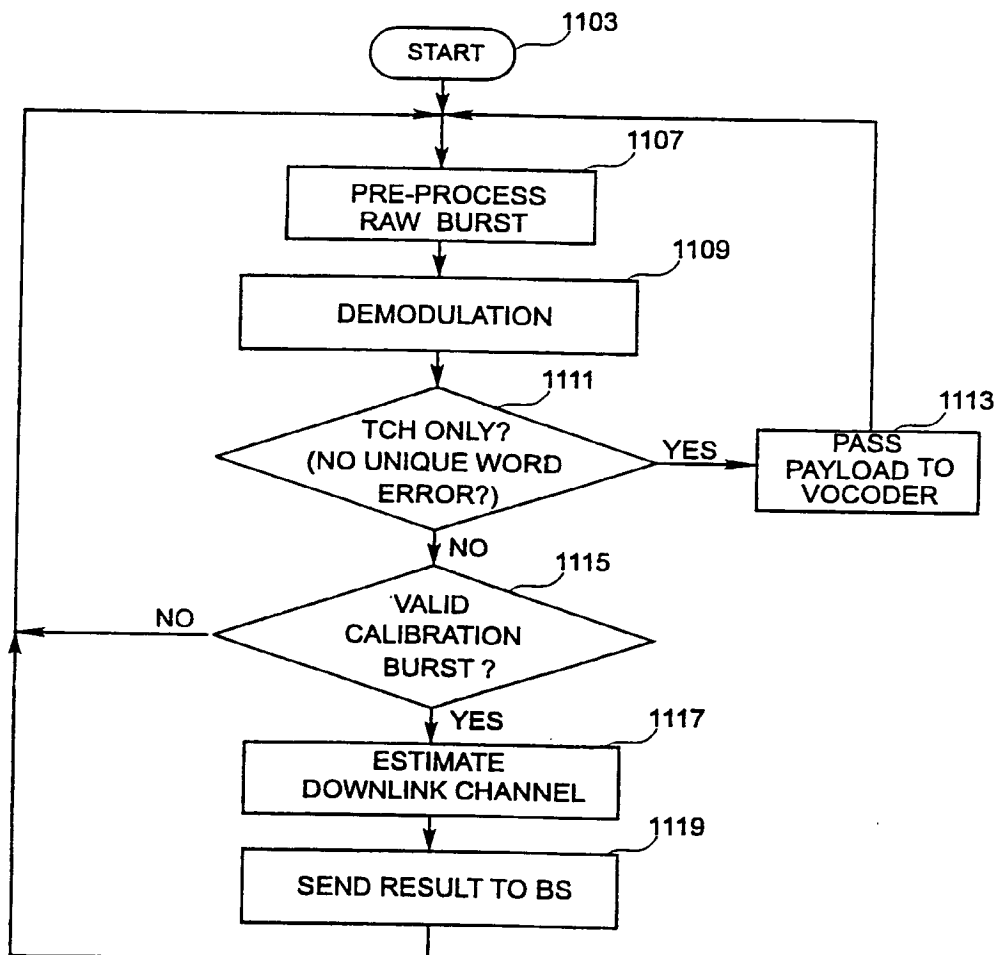 1103
START
1107
PRE-PROCESS
RAW BURST
1109
DEMODULATION
1111
TCH ONLY?
(NO UNIQUE WORD
ERROR?)
YES
1113
PASS
PAYLOAD TO
VOCODER
NO
1115
VALID
CALIBRATION
BURST ?
NO
YES
1117
ESTIMATE
DOWNLINK CHANNEL
1119
SEND RESULT TO BS